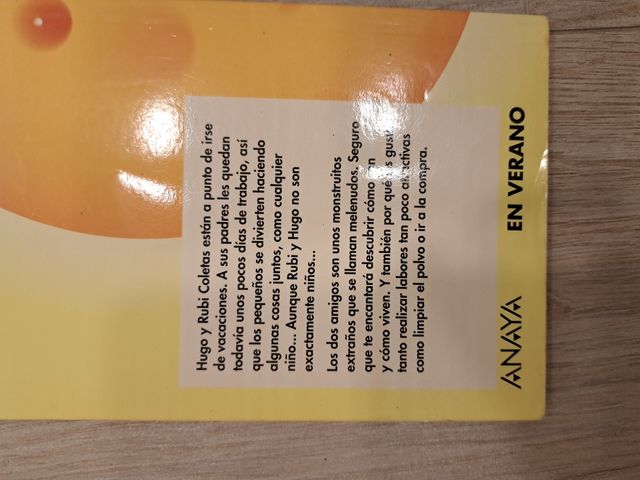 Hugo y Rubi Coletas están a punto de irse
de vacaciones. A sus padres les quedan
todavía unos pocos días de trabajo, así
que los pequeños se divierten haciendo
algunas cosas juntos, como cualquier
niño... Aunque Rubi y Hugo no son
exactamente niños...
Los dos amigos son unos monstruitos
extraños que se llaman melenudos. Seguro
que te encantará descubrir cómo
y cómo viven. Y también por qué
tanto realizar labores tan poco
como limpiar el polvo o ir a la compra.
ANAYA EN VERANO